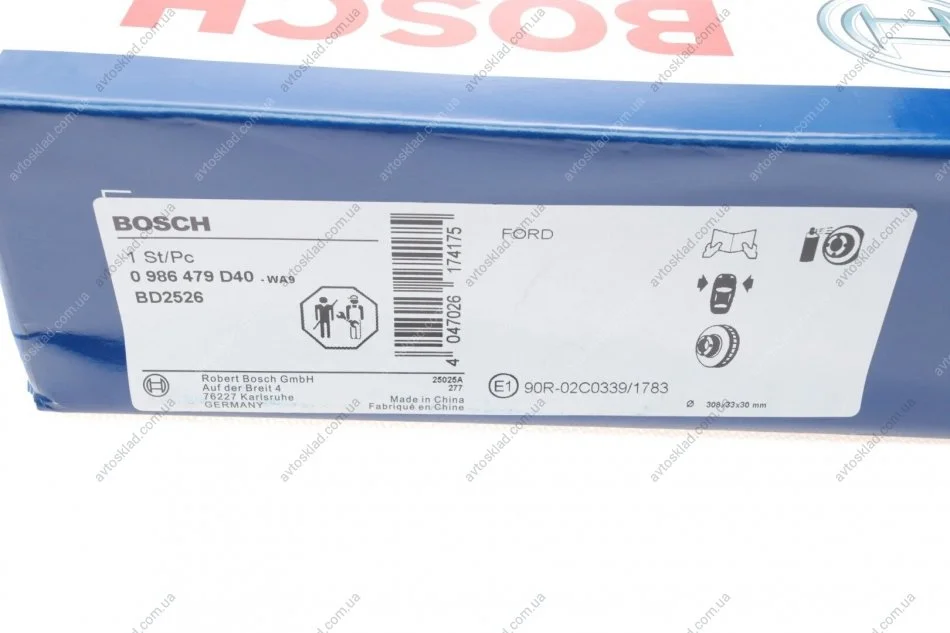 BOSCH
BOSCH
1 St/Pc
0 986 479 D40 - WA9
BD2526
4 047026 174175
FORD
Robert Bosch GmbH
Auf der Breit 4
76227 Karlsruhe
GERMANY
25025A
277
Made in China
Fabriqué en Chine
E1 90R-02C0339/1783
Ø 308x33x30 mm
avtosklad.com.ua